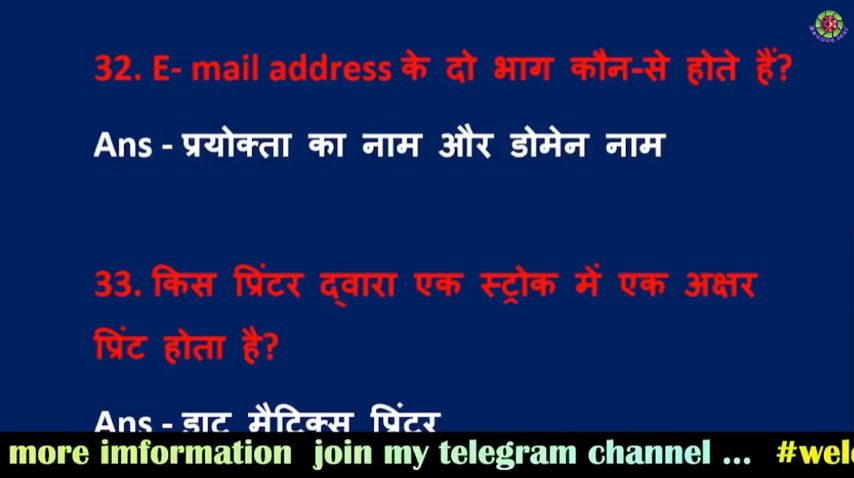 32. E- mail address के दो भाग कौन-से होते हैं?
Ans - प्रयोक्ता का नाम और डोमेन नाम
33. किस प्रिंटर द्वारा एक स्ट्रोक में एक अक्षर
प्रिंट होता है?
Ans - डाट मैट्रिक्स प्रिंटर
more imformation join my telegram channel ... #weld